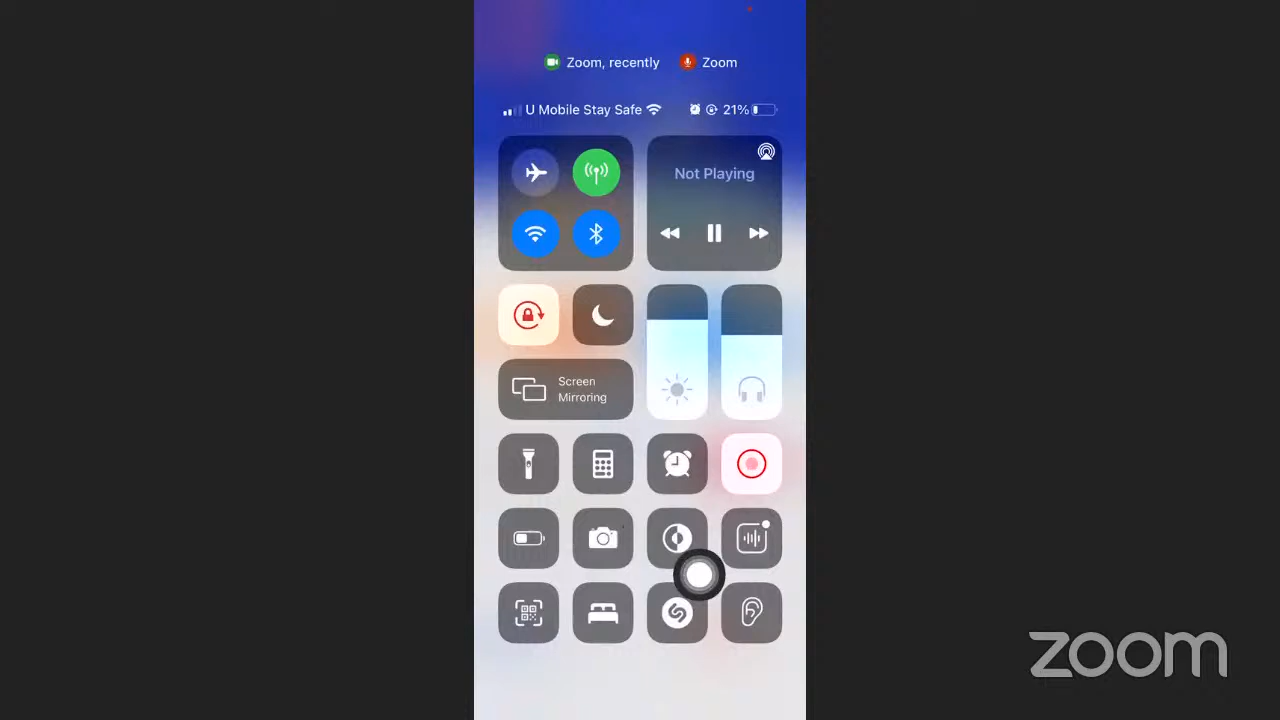 Zoom, recently Zoom
U Mobile Stay Safe 21%
Not Playing
Screen
Mirroring
zoom